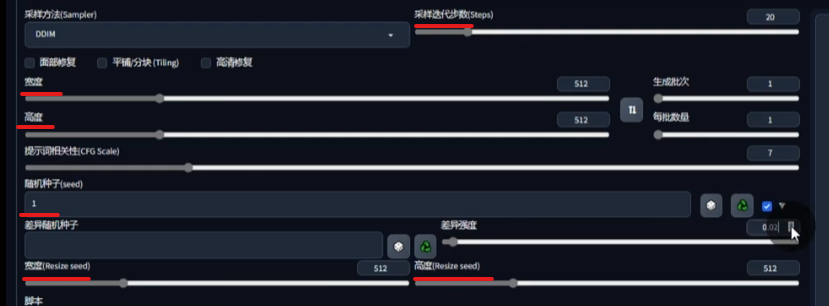 采样方法(Sampler)
采样迭代步数(Steps)
20
DDIM
面部修复
平铺/分块 (Tiling)
高清修复
宽度
512
生成批次
1
高度
512
每批数量
1
提示词相关性(CFG Scale)
7
随机种子(seed)
1
差异随机种子
差异强度
0.02
宽度(Resize seed)
512
高度(Resize seed)
512
脚本